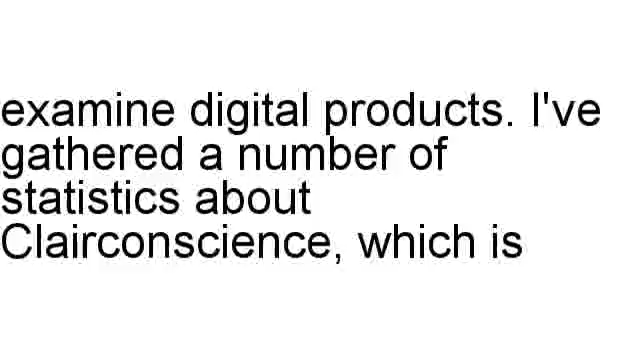 examine digital products. I've
gathered a number of
statistics about
Clairconscience, which is